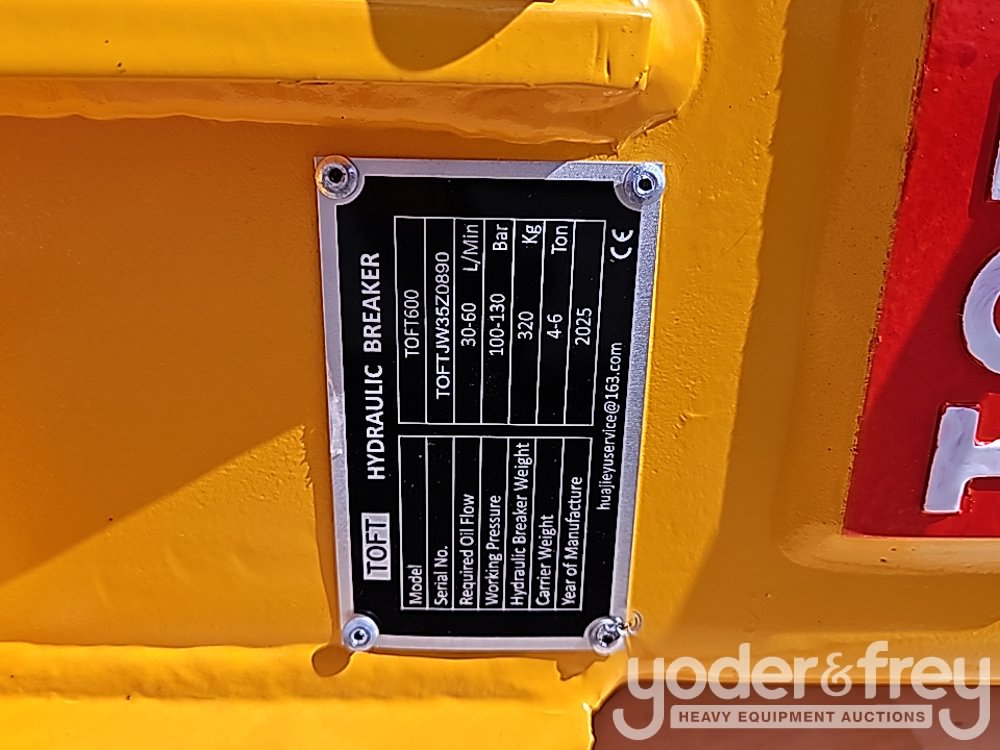 TOFT HYDRAULIC BREAKER
Model TOFT600
Serial No. TOFTJW35Z0890
Required Oil Flow 30-60 L/Min
Working Pressure 100-130 Bar
Hydraulic Breaker Weight 320 Kg
Carrier Weight 4-6 Ton
Year of Manufacture 2025
huajieyuservice@163.com CE
yoder&frey
HEAVY EQUIPMENT AUCTIONS